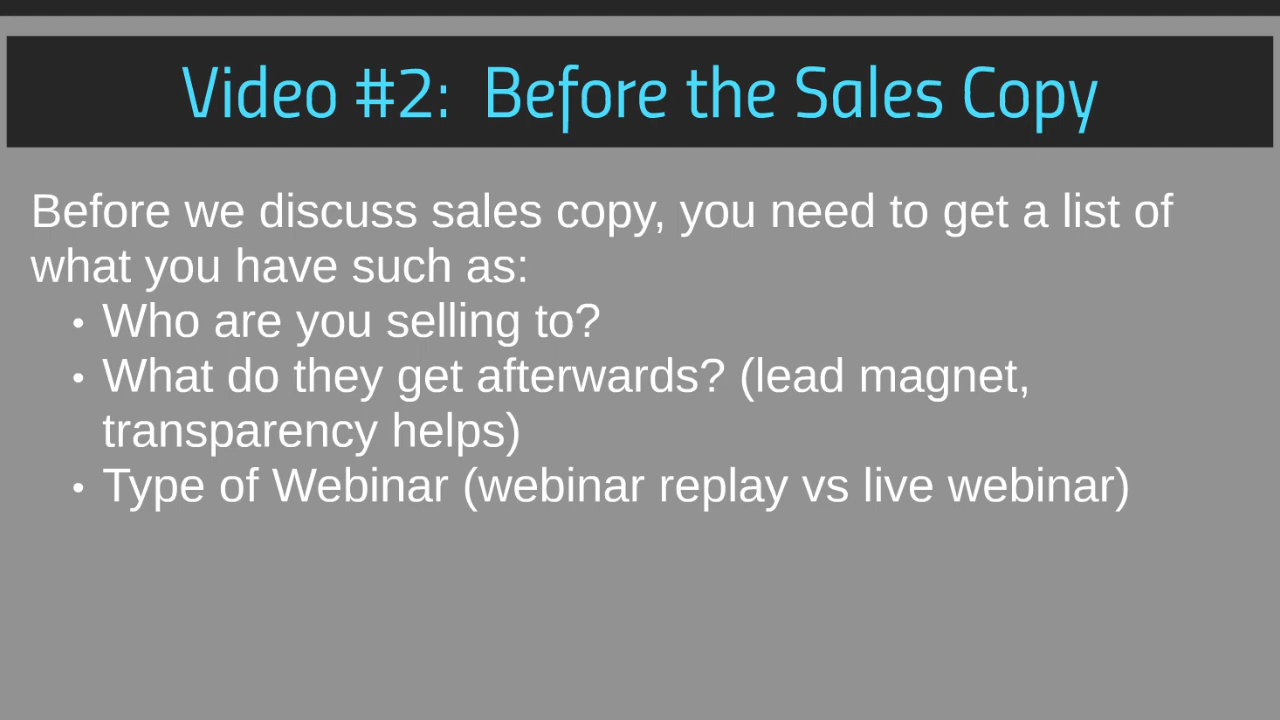 Video #2:  Before the Sales Copy
Before we discuss sales copy, you need to get a list of
what you have such as:
• Who are you selling to?
• What do they get afterwards? (lead magnet,
transparency helps)
• Type of Webinar (webinar replay vs live webinar)